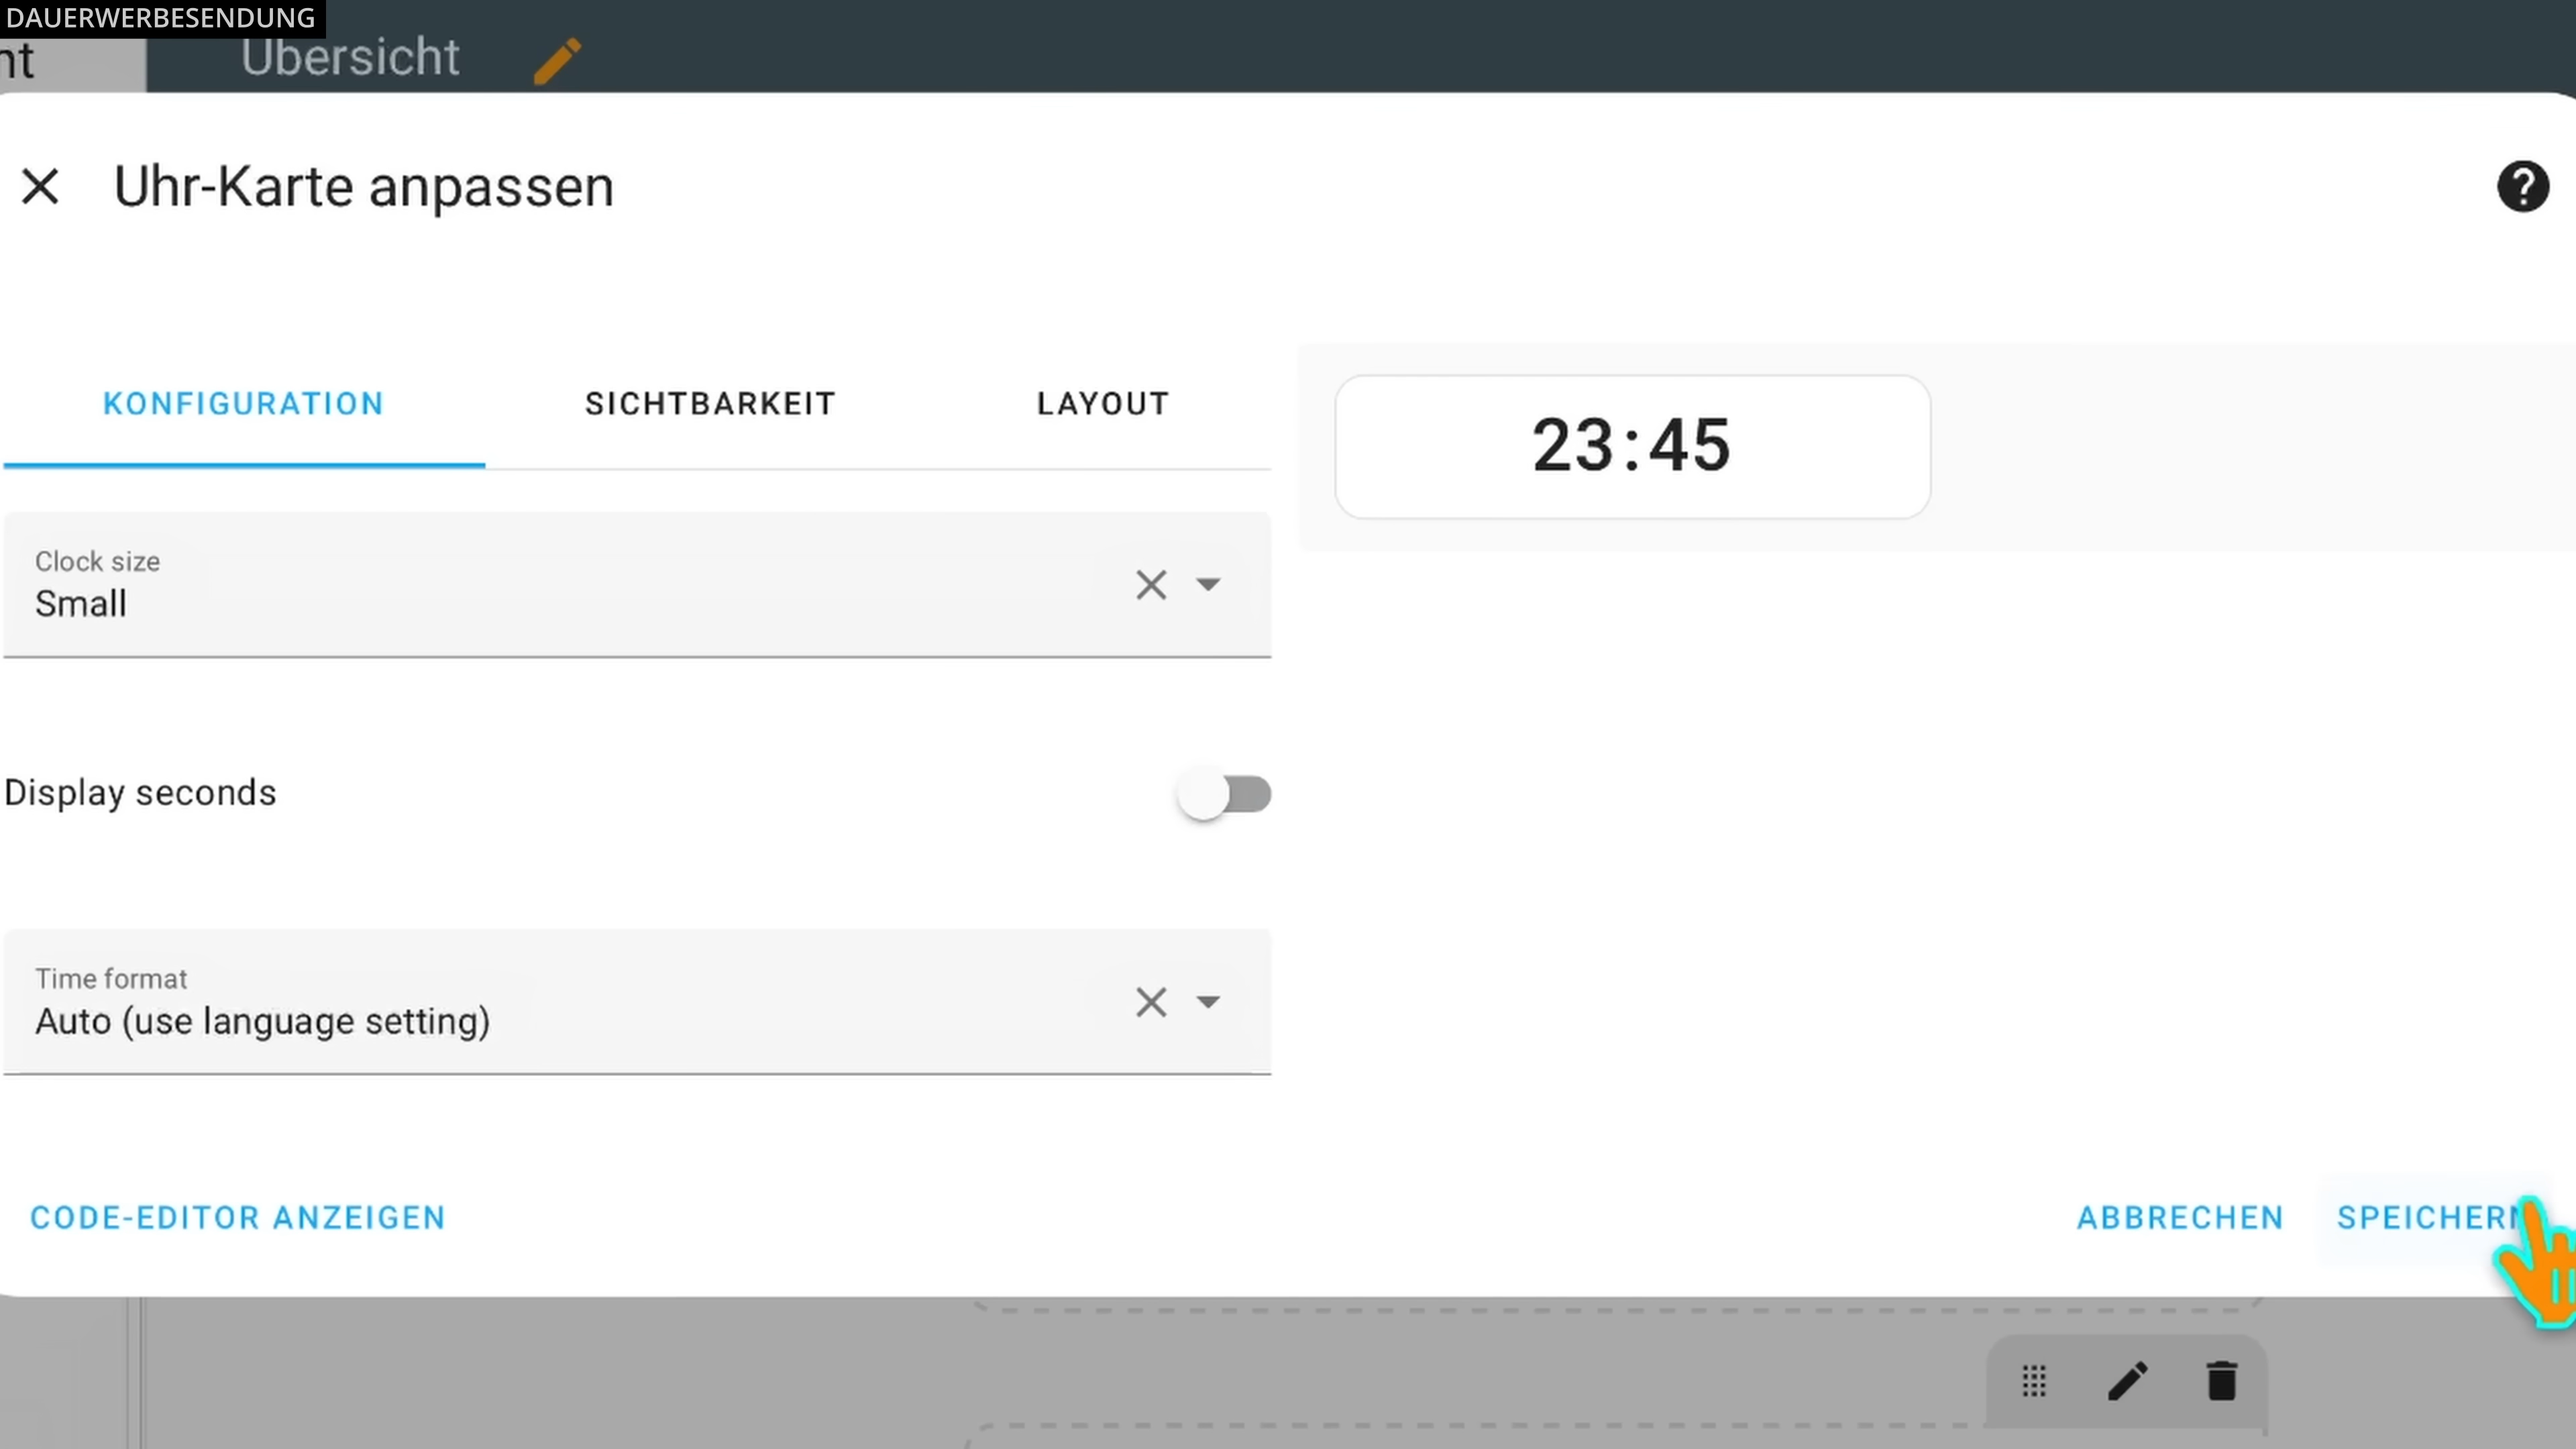 DAUERWERBESENDUNG
nt
Übersicht
Uhr-Karte anpassen
KONFIGURATION
SICHTBARKEIT
LAYOUT
23:45
Clock size
Small
Display seconds
Time format
Auto (use language setting)
CODE-EDITOR ANZEIGEN
ABBRECHEN
SPEICHERN